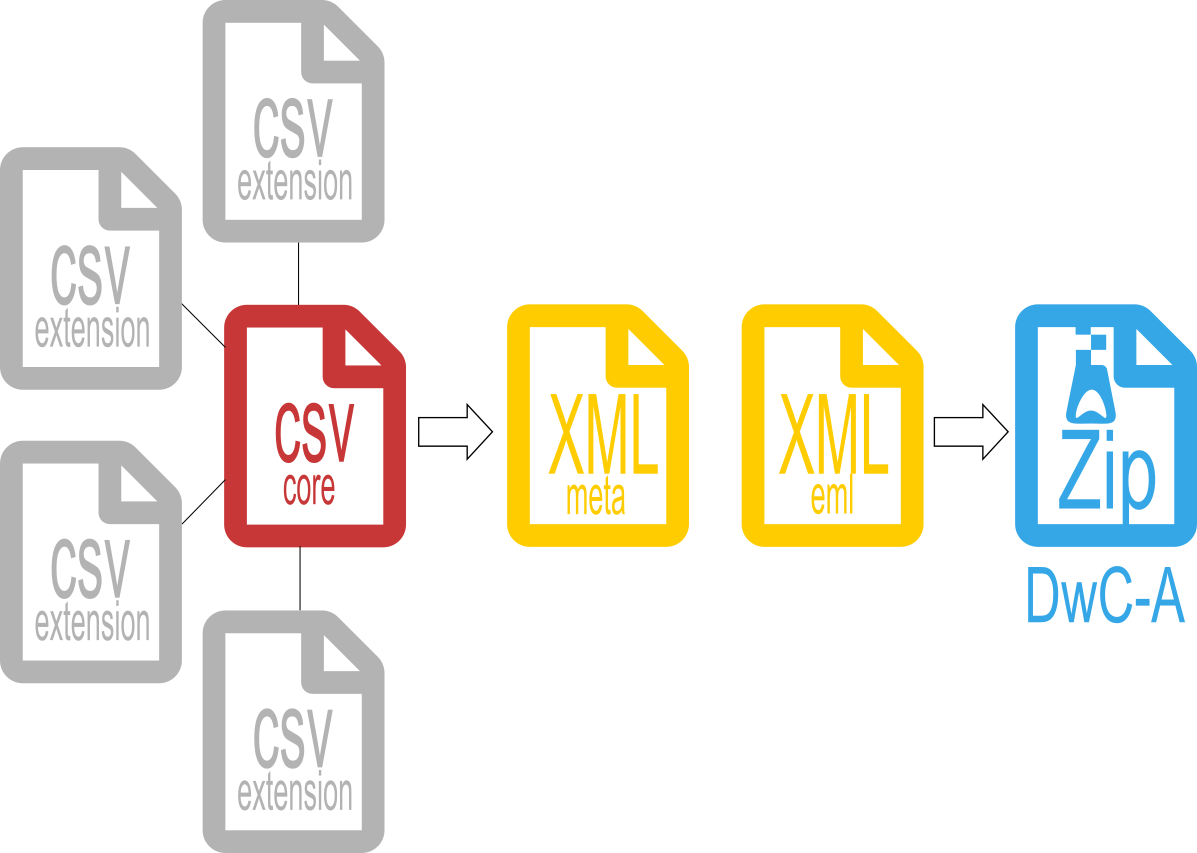 CSV
extension
CSV
extension
CSV
core
CSV
extension
CSV
extension
XML
meta
XML
eml
Zip
DwC-A